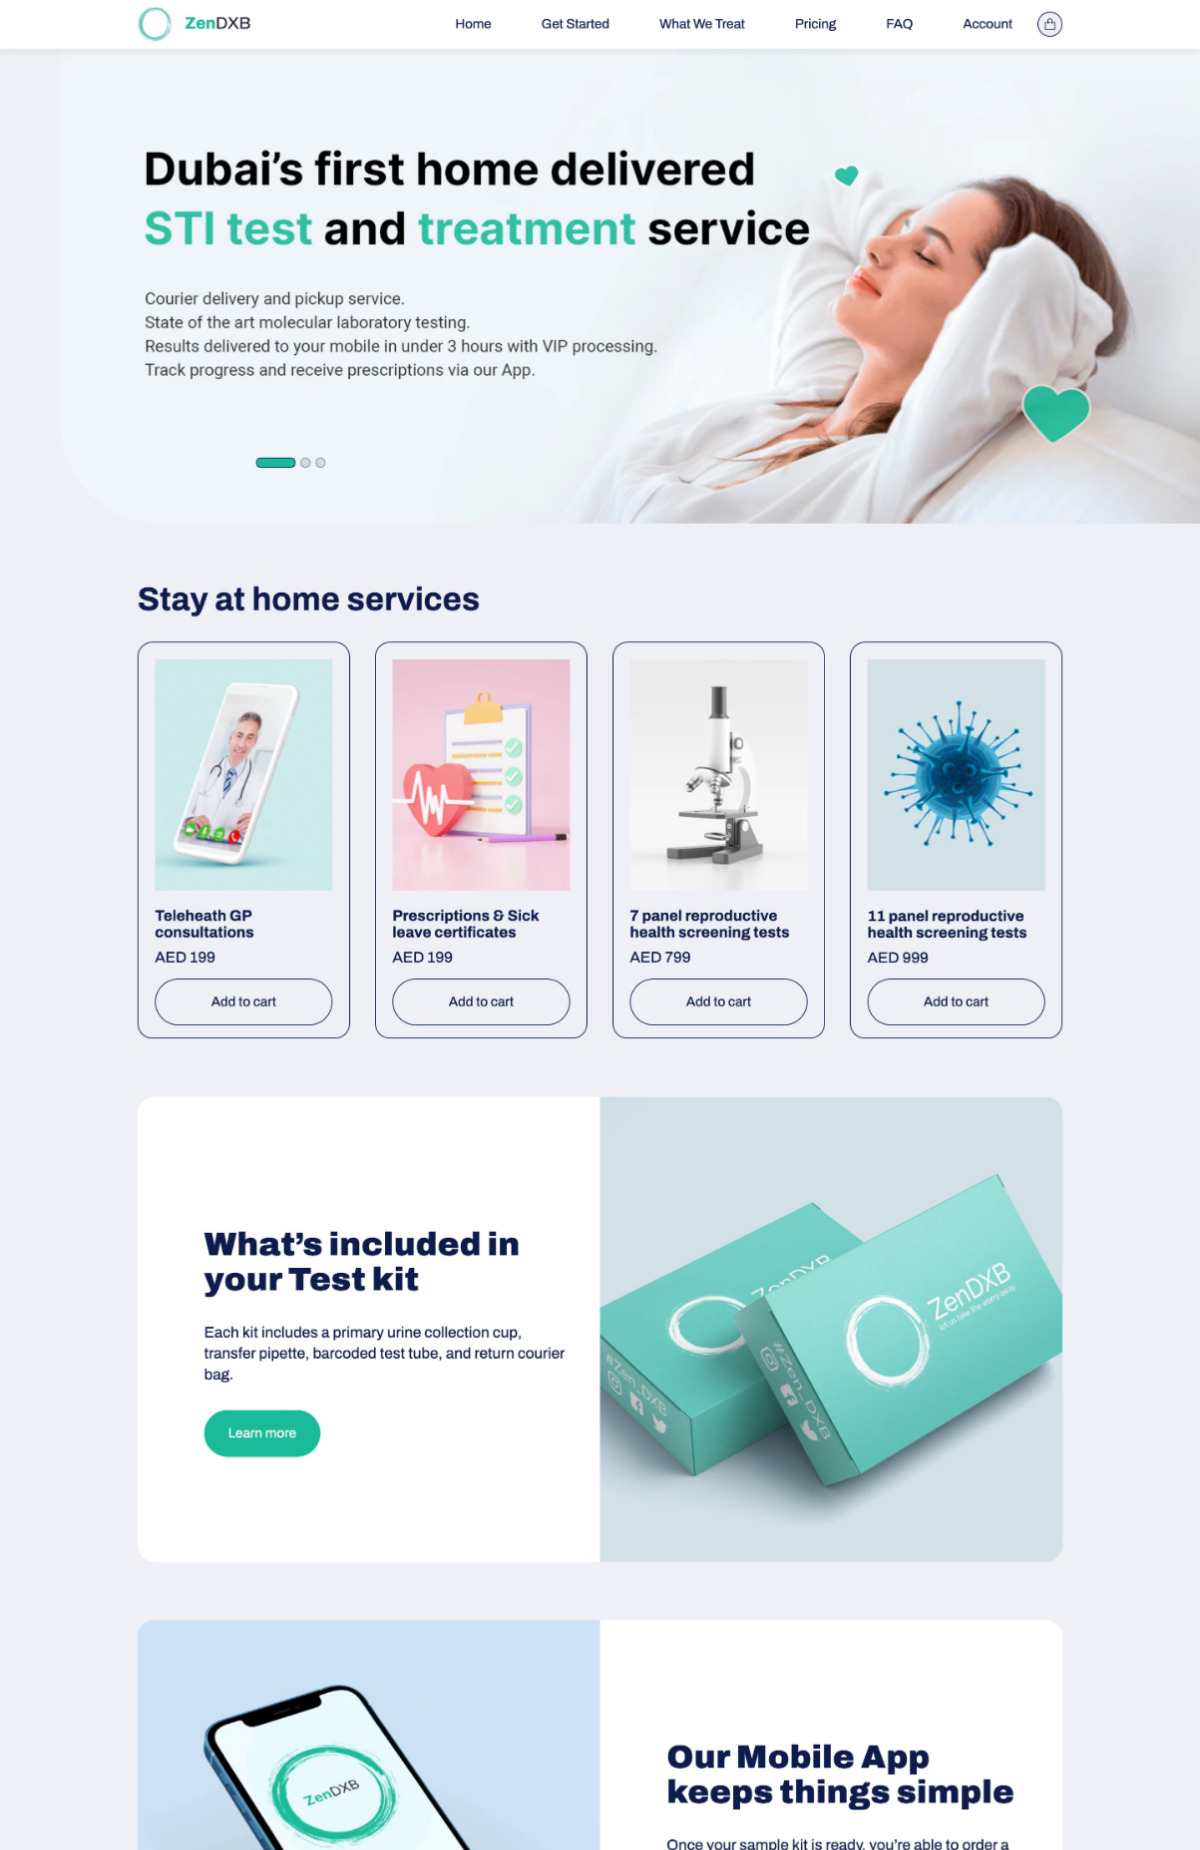 ZenDXB
Home
Get Started
What We Treat
Pricing
FAQ
Account
Dubai's first home delivered
STI test and treatment service
Courier delivery and pickup service.
State of the art molecular laboratory testing.
Results delivered to your mobile in under 3 hours with VIP processing.
Track progress and receive prescriptions via our App.
Stay at home services
Teleheath GP
consultations
AED 199
Add to cart
Prescriptions & Sick
leave certificates
AED 199
Add to cart
7 panel reproductive
health screening tests
AED 799
Add to cart
11 panel reproductive
health screening tests
AED 999
Add to cart
What's included in
your Test kit
Each kit includes a primary urine collection cup,
transfer pipette, barcoded test tube, and return courier
bag.
Learn more
ZenDXB
#Zen_DXB
ZenDXB
let us take the worry away
#Zen_DXB
ZenDXB
Our Mobile App
keeps things simple
Once your sample kit is ready, you're able to order a